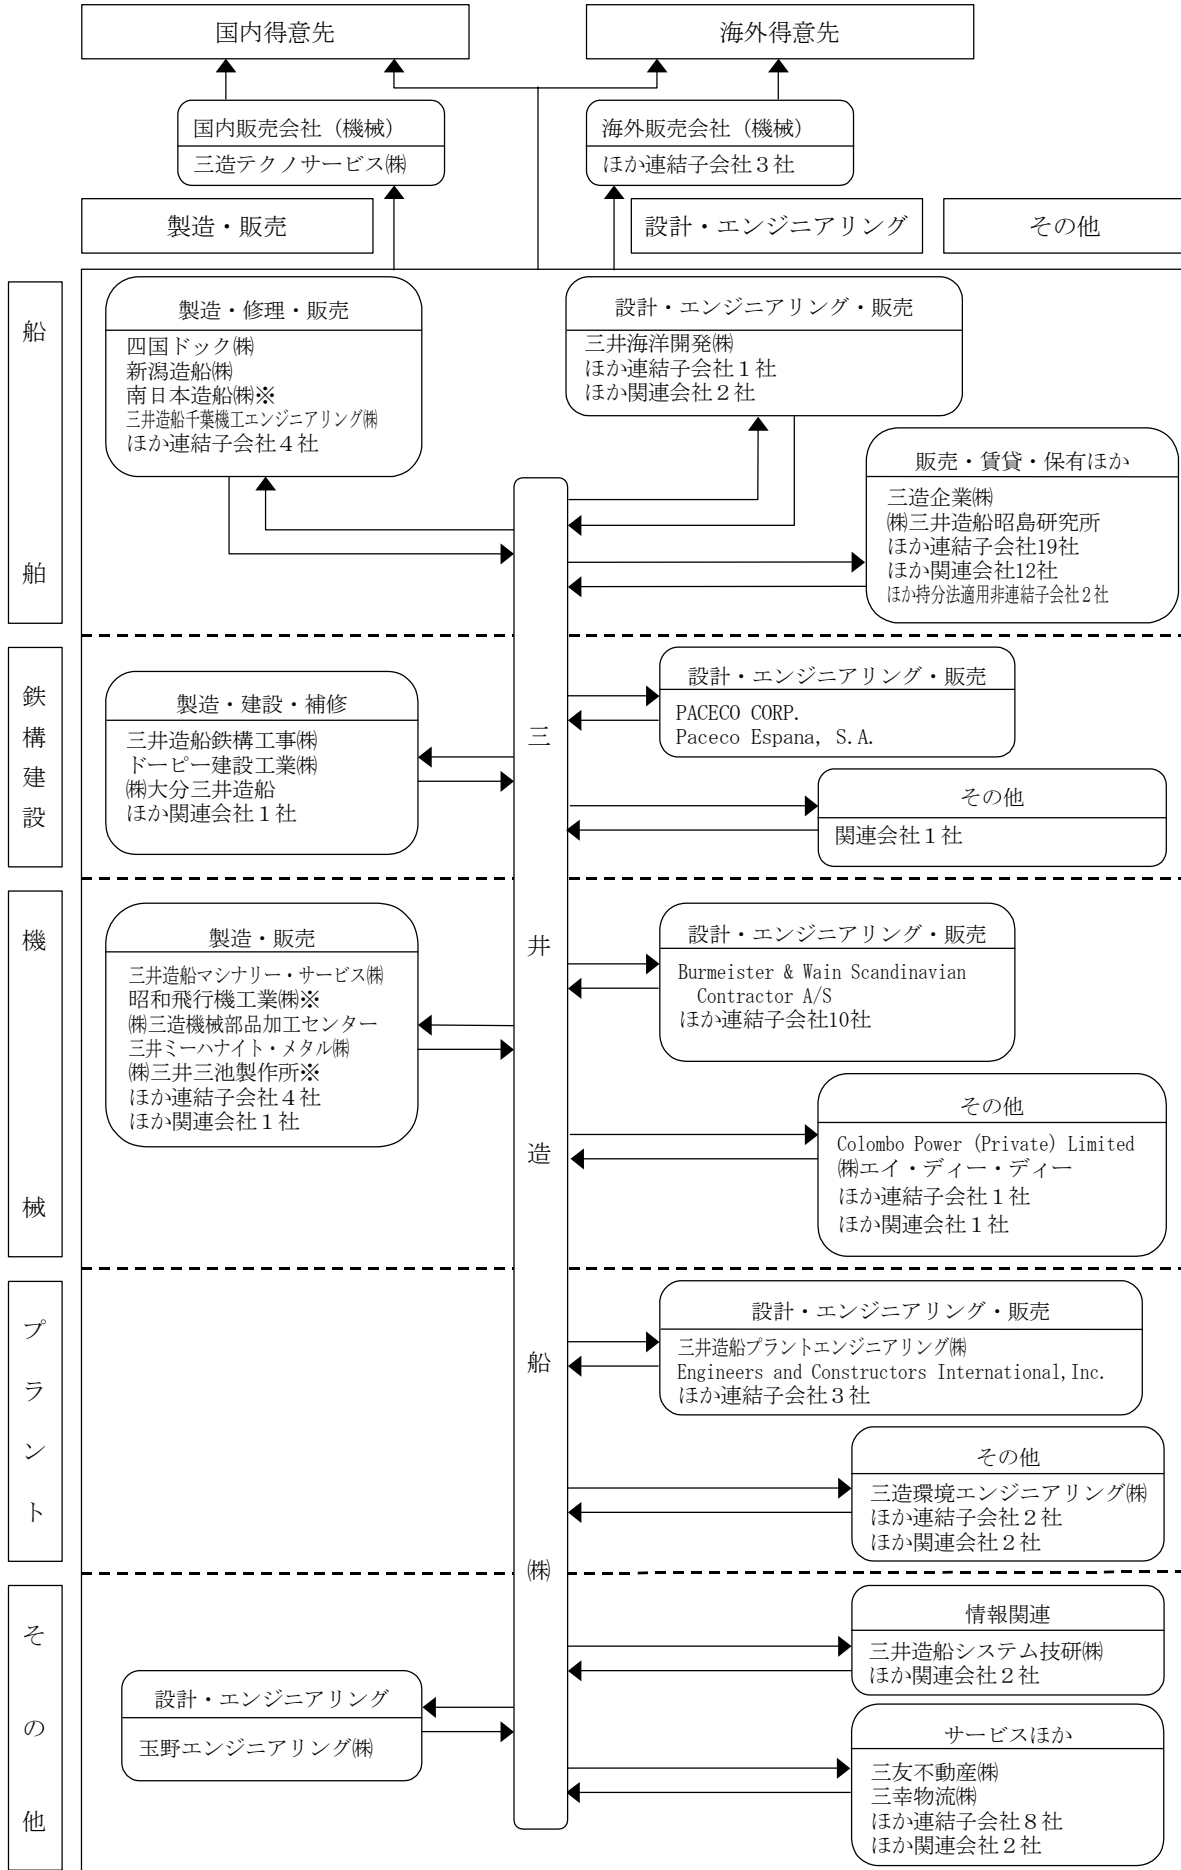 国内得意先
海外得意先
国内販売会社（機械）
三造テクノサービス㈱
海外販売会社（機械）
ほか連結子会社３社
製造・販売
設計・エンジニアリング
その他
船舶
製造・修理・販売
四国ドック㈱
新潟造船㈱
南日本造船㈱※
三井造船千葉機工エンジニアリング㈱
ほか連結子会社４社
設計・エンジニアリング・販売
三井海洋開発㈱
ほか連結子会社１社
ほか関連会社２社
販売・賃貸・保有ほか
三造企業㈱
㈱三井造船昭島研究所
ほか連結子会社19社
ほか関連会社12社
ほか持分法適用非連結子会社２社
三井造船㈱
鉄構建設
製造・建設・補修
三井造船鉄構工事㈱
ドーピー建設工業㈱
㈱大分三井造船
ほか関連会社１社
設計・エンジニアリング・販売
PACECO CORP.
Paceco Espana, S.A.
その他
関連会社１社
機械
製造・販売
三井造船マシナリー・サービス㈱
昭和飛行機工業㈱※
㈱三造機械部品加工センター
三井ミーハナイト・メタル㈱
㈱三井三池製作所※
ほか連結子会社４社
ほか関連会社１社
設計・エンジニアリング・販売
Burmeister & Wain Scandinavian
Contractor A/S
ほか連結子会社10社
その他
Colombo Power (Private) Limited
㈱エイ・ディー・ディー
ほか連結子会社１社
ほか関連会社１社
プラント
設計・エンジニアリング・販売
三井造船プラントエンジニアリング㈱
Engineers and Constructors International,Inc.
ほか連結子会社３社
その他
三造環境エンジニアリング㈱
ほか連結子会社２社
ほか関連会社２社
その他
設計・エンジニアリング
玉野エンジニアリング㈱
情報関連
三井造船システム技研㈱
ほか関連会社２社
サービスほか
三友不動産㈱
三幸物流㈱
ほか連結子会社８社
ほか関連会社２社